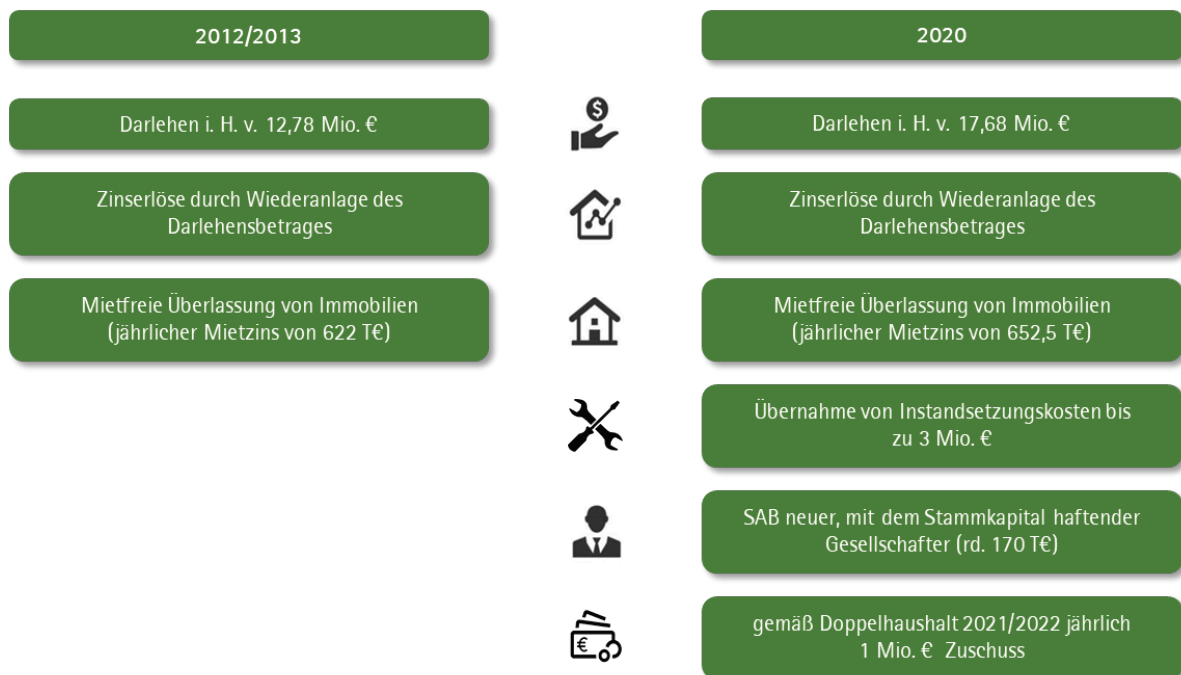 2012/2013
2020
Darlehen i. H. v. 12,78 Mio. €
$
Darlehen i. H. v. 17,68 Mio. €
Zinserlöse durch Wiederanlage des
Darlehensbetrages
Zinserlöse durch Wiederanlage des
Darlehensbetrages
Mietfreie Überlassung von Immobilien
(jährlicher Mietzins von 622 T€)
Mietfreie Überlassung von Immobilien
(jährlicher Mietzins von 652,5 T€)
Übernahme von Instandsetzungskosten bis
zu 3 Mio. €
SAB neuer, mit dem Stammkapital haftender
Gesellschafter (rd. 170 T€)
€
gemäß Doppelhaushalt 2021/2022 jährlich
1 Mio. € Zuschuss